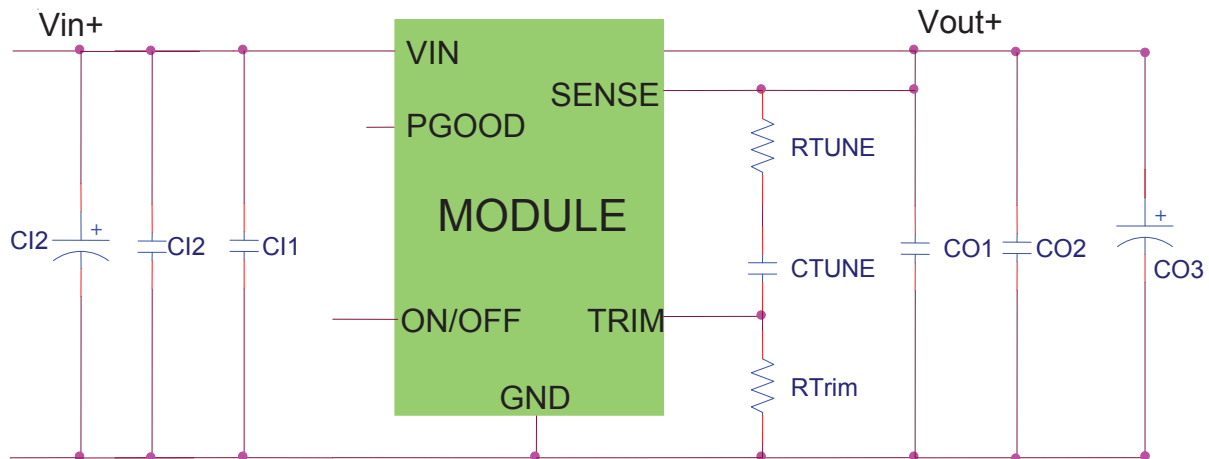 Vin+
Vout+
VIN
SENSE
PGOOD
RTUNE
MODULE
+
CI2
CI2
CI1
CTUNE
CO1
CO2
+
CO3
ON/OFF
TRIM
RTrim
GND